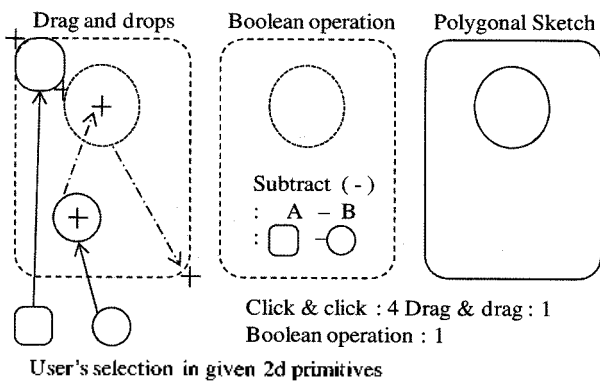 Drag and drops
Boolean operation
Polygonal Sketch
Subtract (-)
: A - B
: -
Click & click : 4 Drag & drag : 1
Boolean operation : 1
User's selection in given 2d primitives